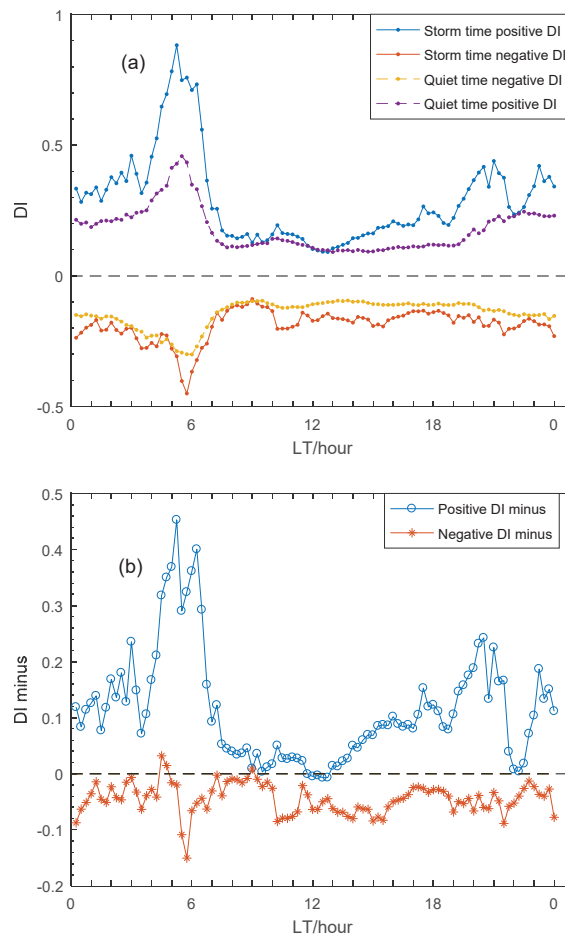 1
0.5
0
-0.5
DI
(a)
Storm time positive DI
Storm time negative DI
Quiet time negative DI
Quiet time positive DI
0 6 12 18 0
LT/hour
0.5
0.4
0.3
0.2
0.1
0
-0.1
-0.2
DI minus
(b)
Positive DI minus
Negative DI minus
0 6 12 18 0
LT/hour